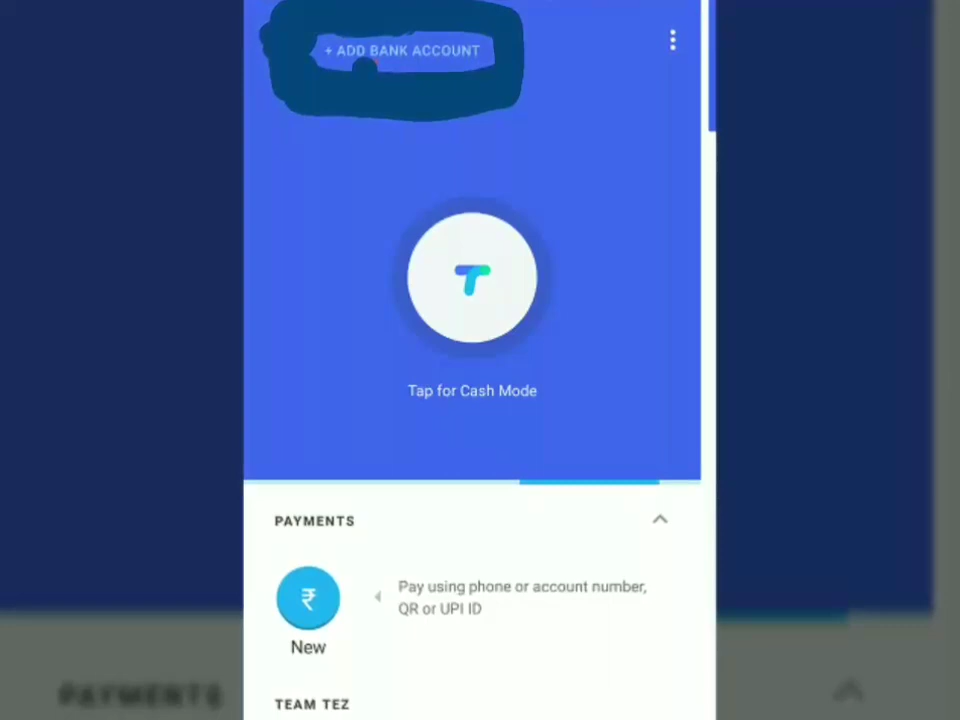 + ADD BANK ACCOUNT
Tap for Cash Mode
PAYMENTS
₹
Pay using phone or account number,
QR or UPI ID
New
TEAM TEZ
PAYMENTS